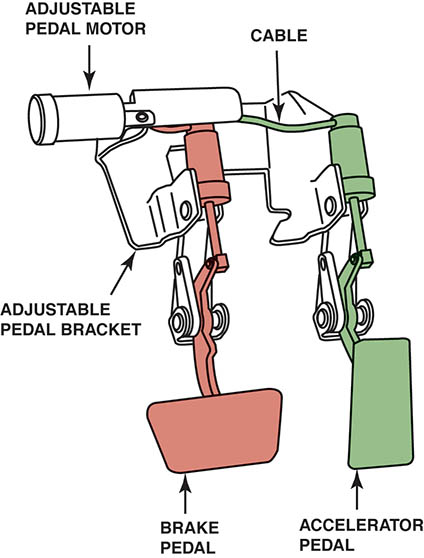 ADJUSTABLE
PEDAL MOTOR
CABLE
ADJUSTABLE
PEDAL BRACKET
BRAKE
PEDAL
ACCELERATOR
PEDAL